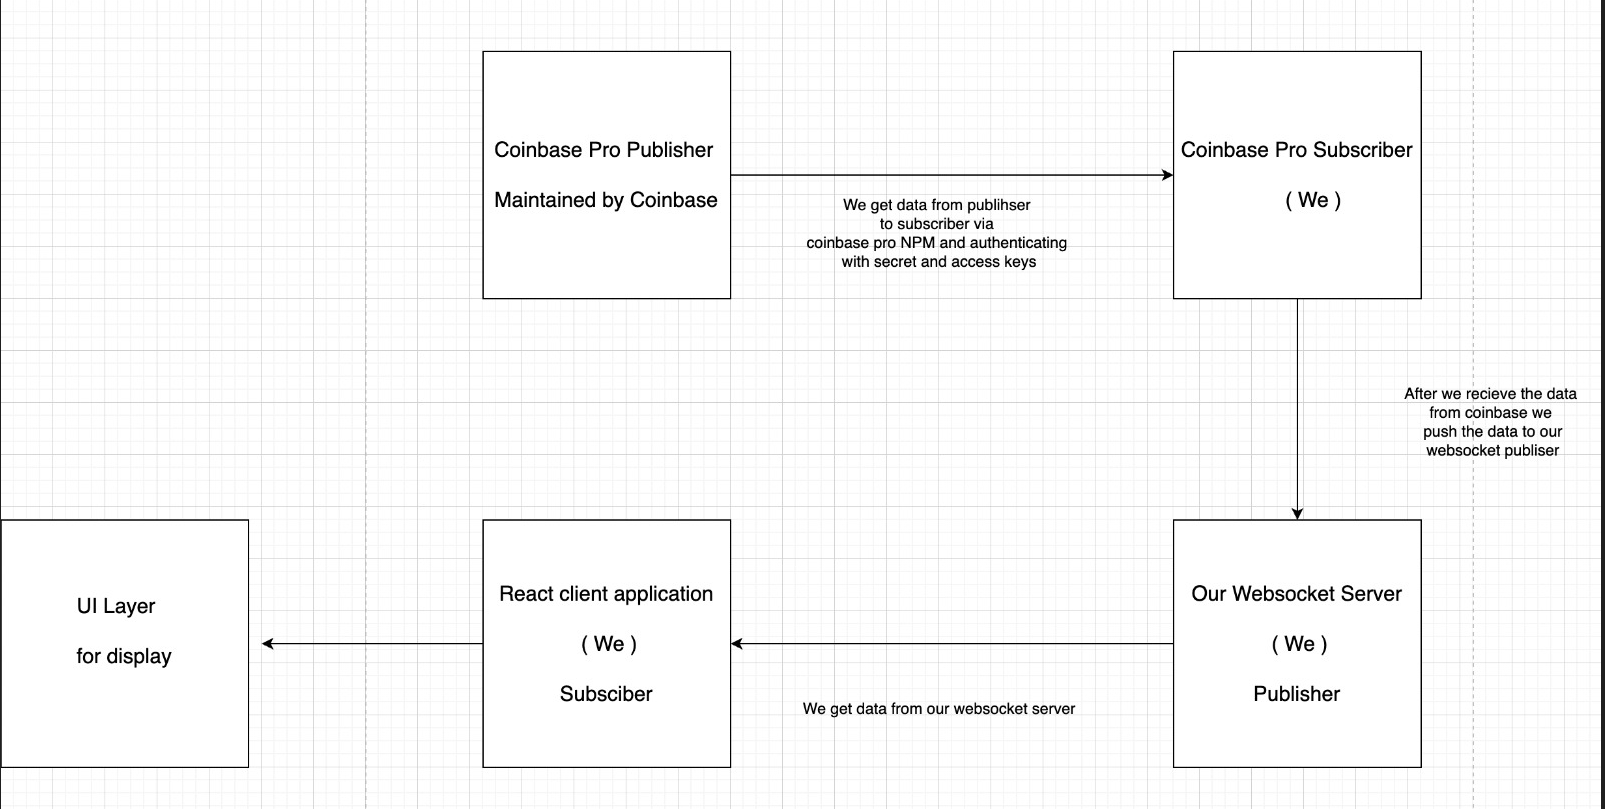 Coinbase Pro Publisher
Maintained by Coinbase
We get data from publihser
to subscriber via
coinbase pro NPM and authenticating
with secret and access keys
Coinbase Pro Subscriber
( We )
After we recieve the data
from coinbase we
push the data to our
websocket publiser
UI Layer
for display
React client application
( We )
Subsciber
We get data from our websocket server
Our Websocket Server
( We )
Publisher